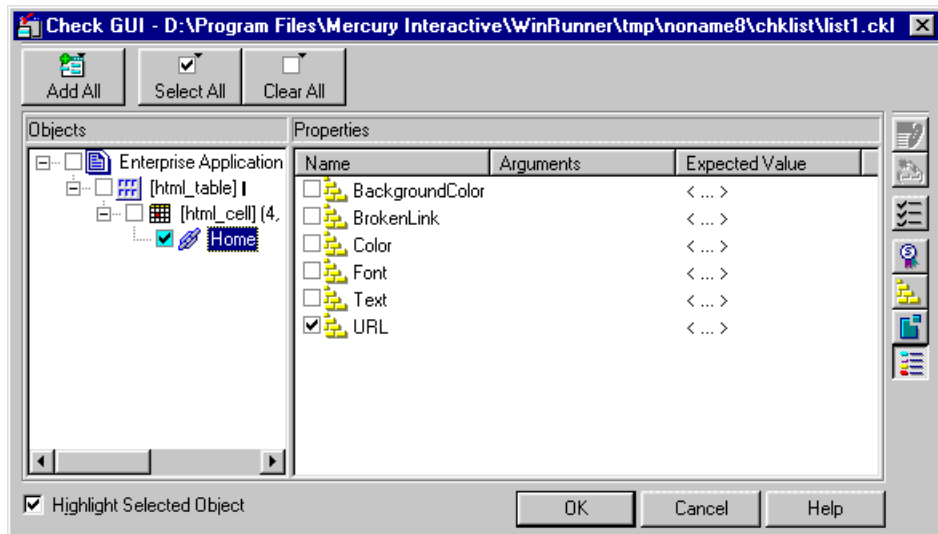 Check GUI - D:\Program Files\Mercury Interactive\WinRunner\tmp\noname8\chklist\list1.ckl
Add All
Select All
Clear All
Objects
Properties
Enterprise Application
[html_table] I
[html_cell] (4,
Home
Name Arguments Expected Value
BackgroundColor < ... >
BrokenLink < ... >
Color < ... >
Font < ... >
Text < ... >
URL < ... >
Highlight Selected Object
OK
Cancel
Help